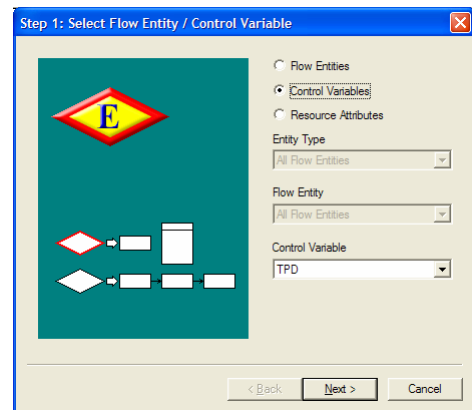 Step 1: Select Flow Entity / Control Variable
E
Flow Entities
Control Variables
Resource Attributes
Entity Type
All Flow Entities
Flow Entity
All Flow Entities
Control Variable
TPD
< Back
Next >
Cancel